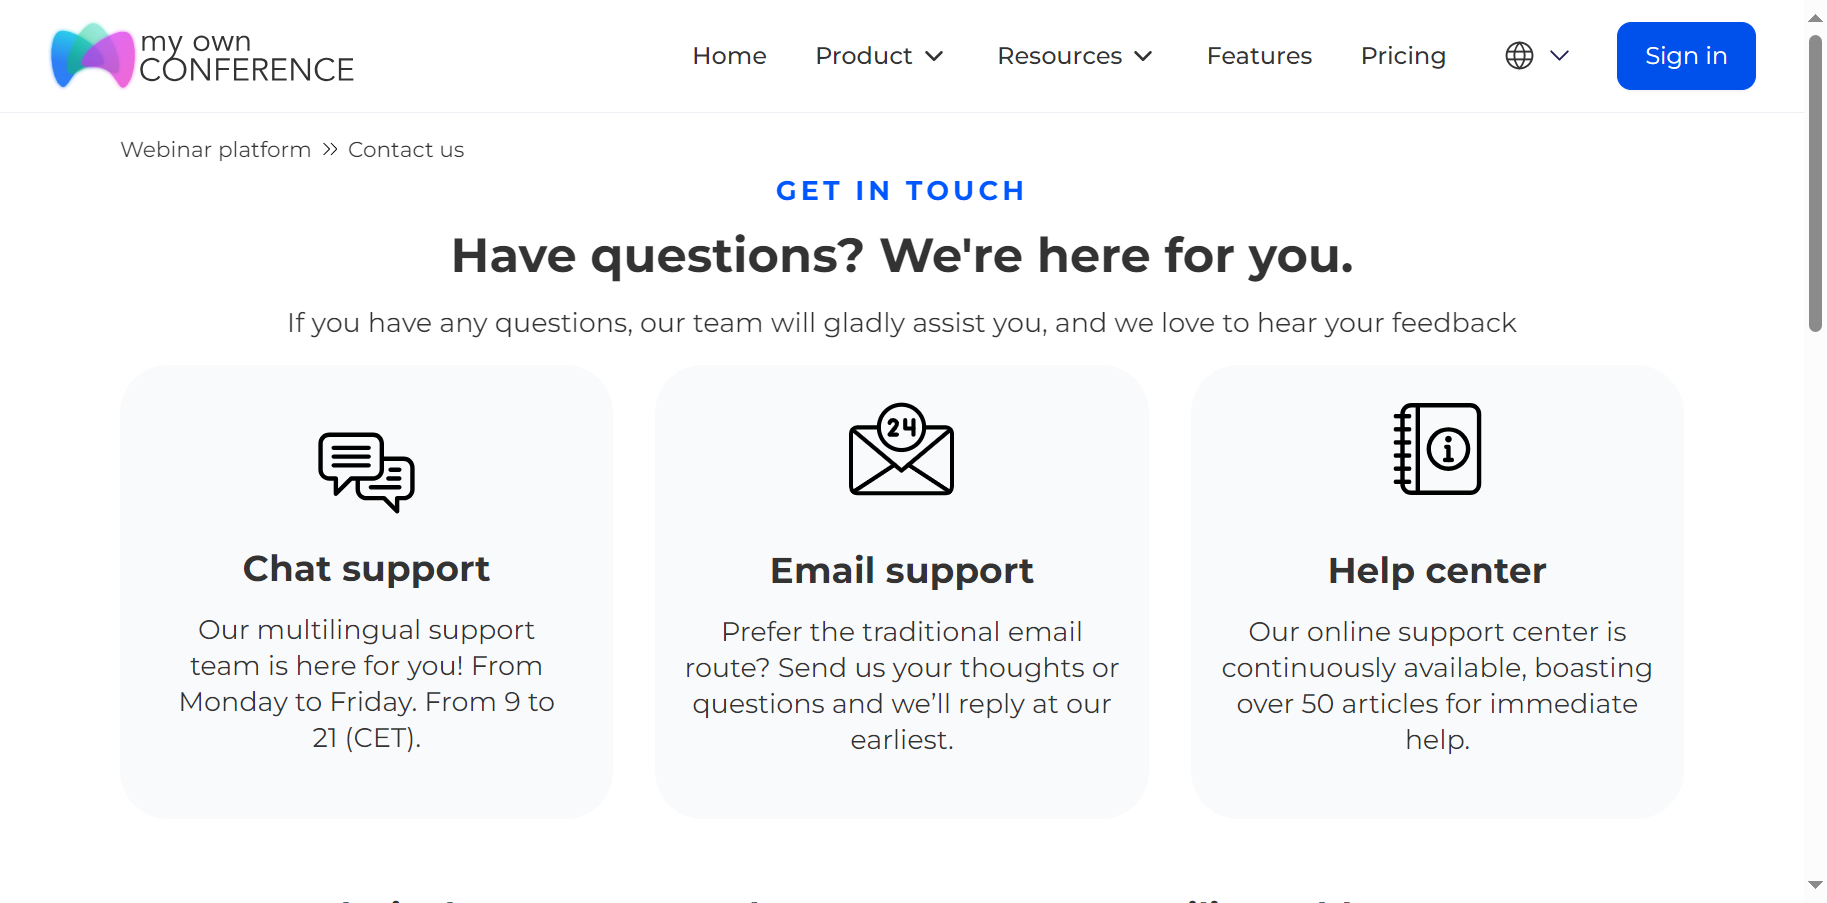 my own
CONFERENCE
Home
Product
Resources
Features
Pricing
Sign in
Webinar platform » Contact us
GET IN TOUCH
Have questions? We're here for you.
If you have any questions, our team will gladly assist you, and we love to hear your feedback
Chat support
Our multilingual support
team is here for you! From
Monday to Friday. From 9 to
21 (CET).
24
Email support
Prefer the traditional email
route? Send us your thoughts or
questions and we’ll reply at our
earliest.
Help center
Our online support center is
continuously available, boasting
over 50 articles for immediate
help.